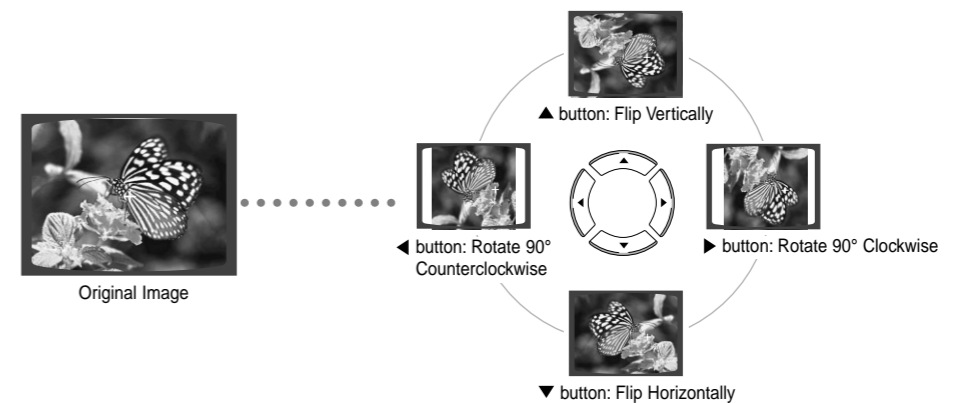 ▲ button: Flip Vertically
◀ button: Rotate 90°
Counterclockwise
▶ button: Rotate 90° Clockwise
Original Image
▼ button: Flip Horizontally